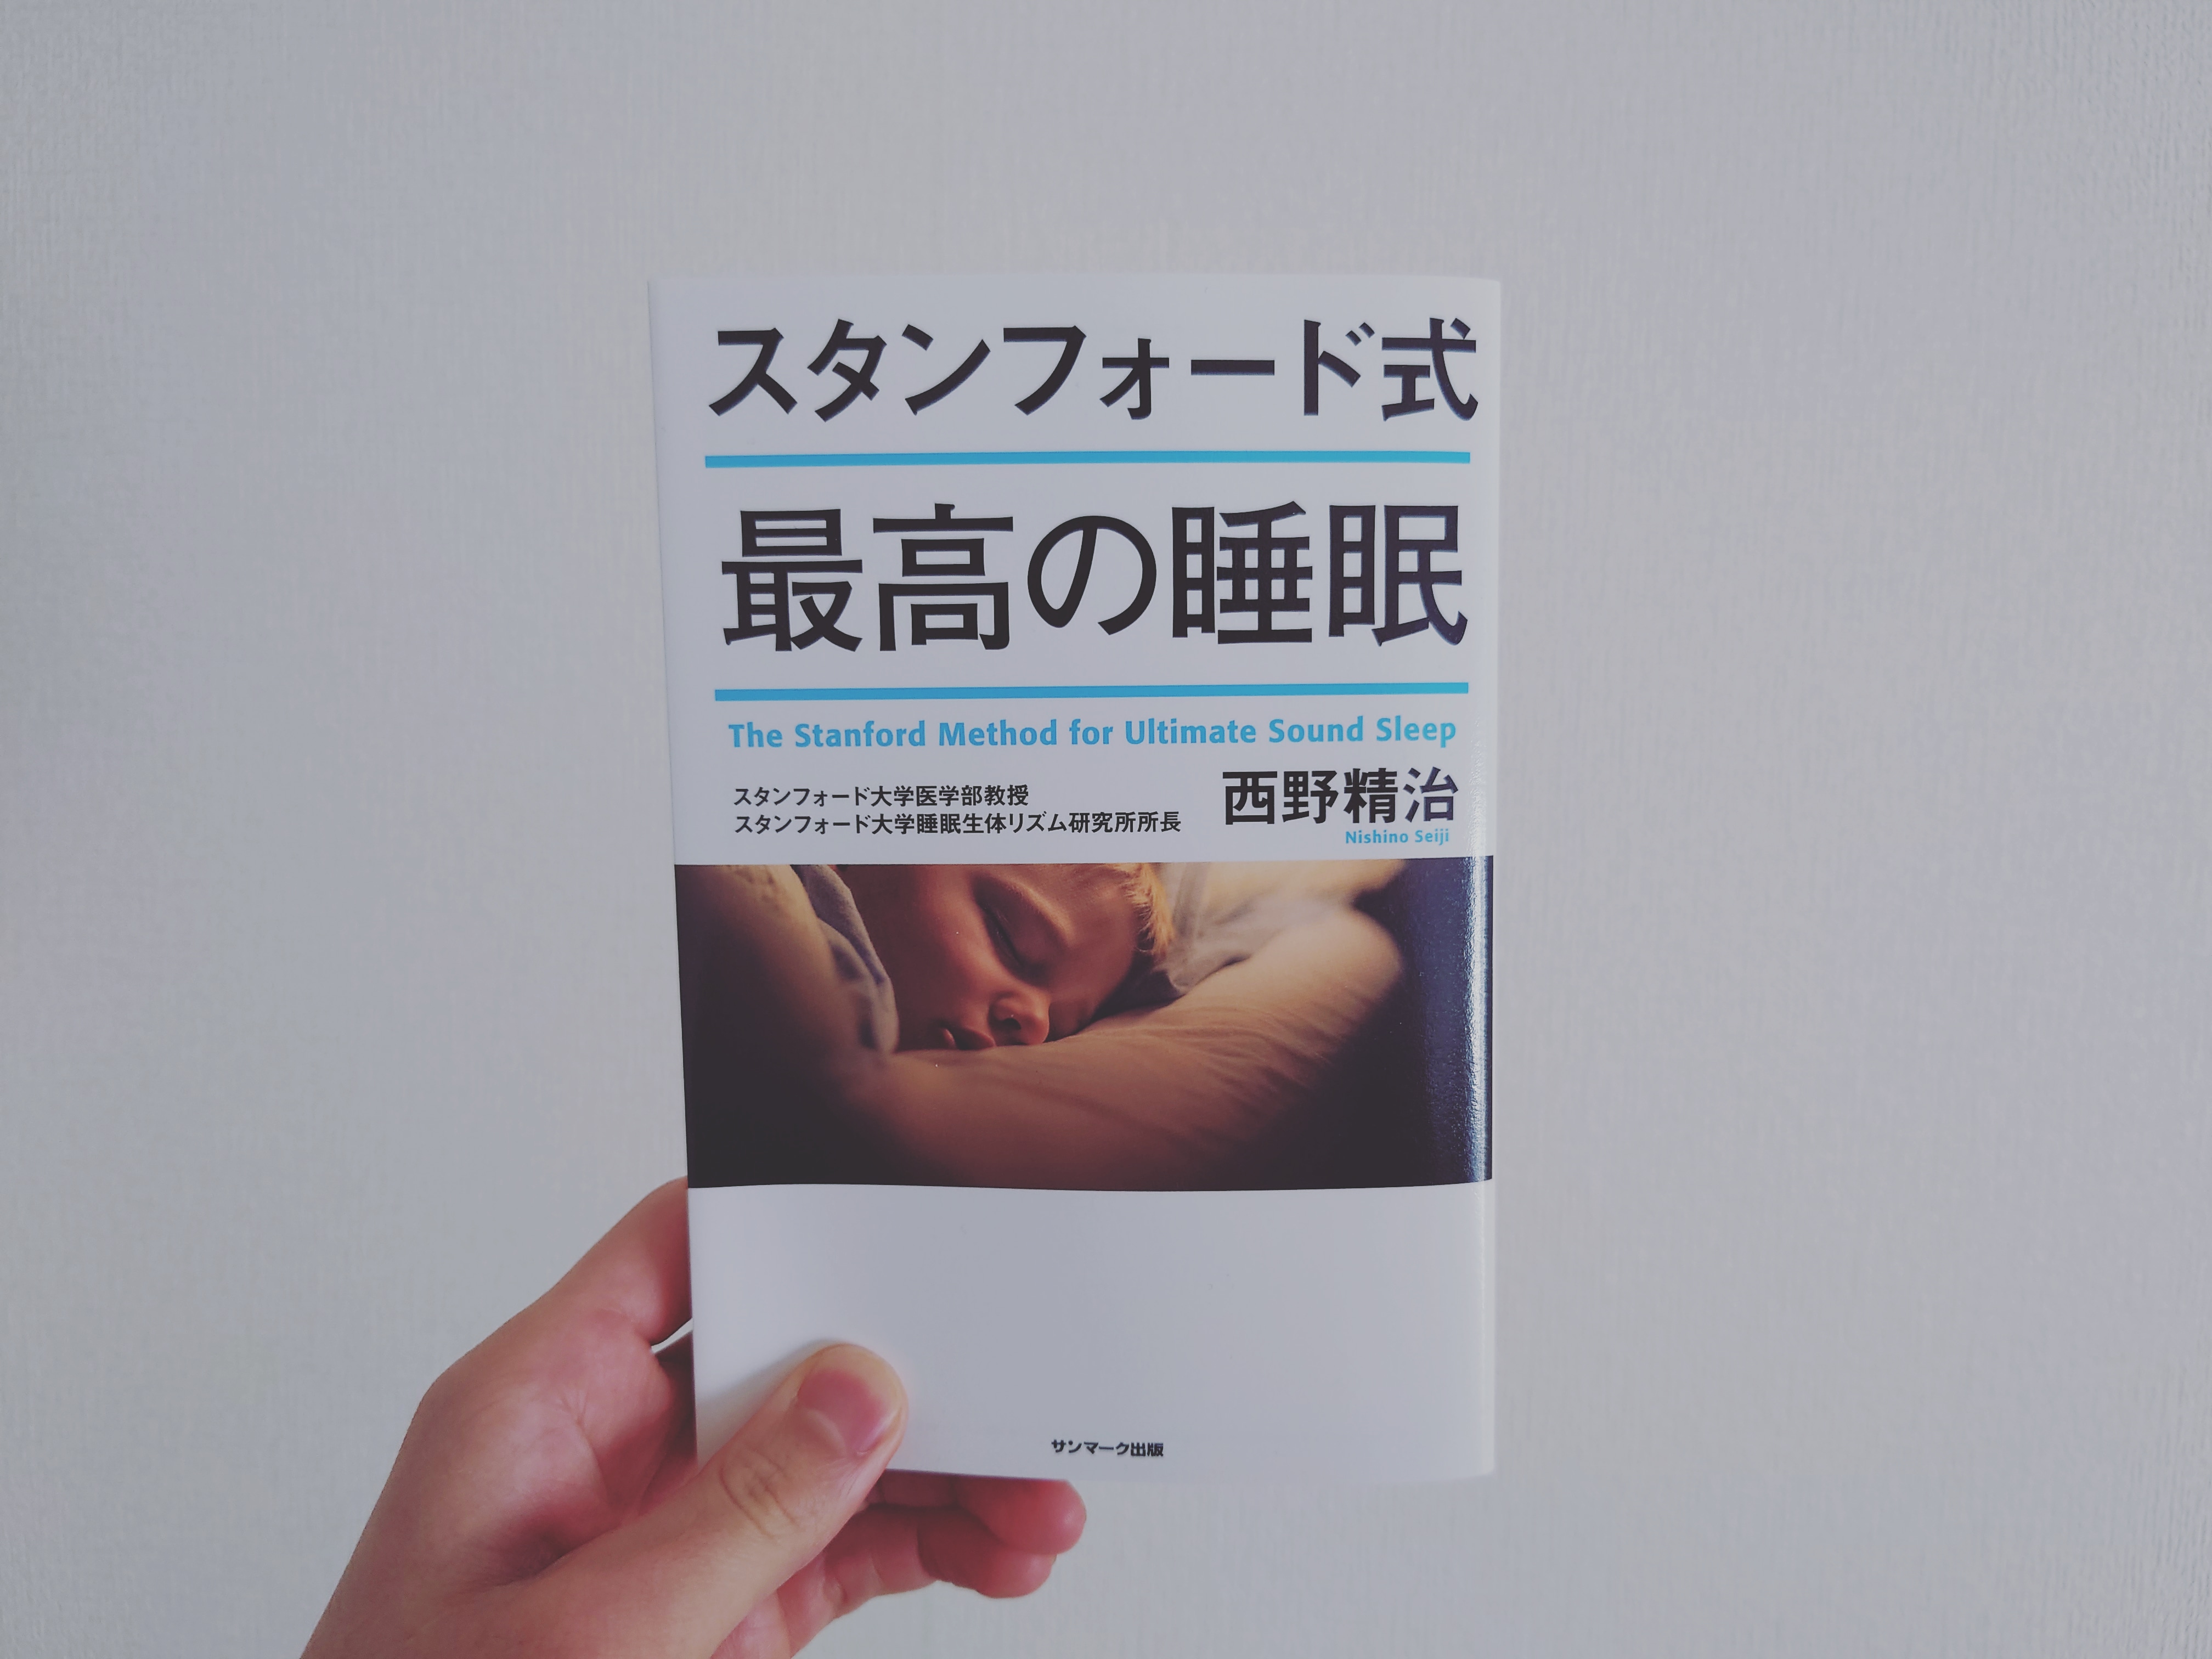 スタンフォード式
最高の睡眠
The Stanford Method for Ultimate Sound Sleep
スタンフォード大学医学部教授
スタンフォード大学睡眠生体リズム研究所所長
西野精治
Nishino Seiji
サンマーク出版